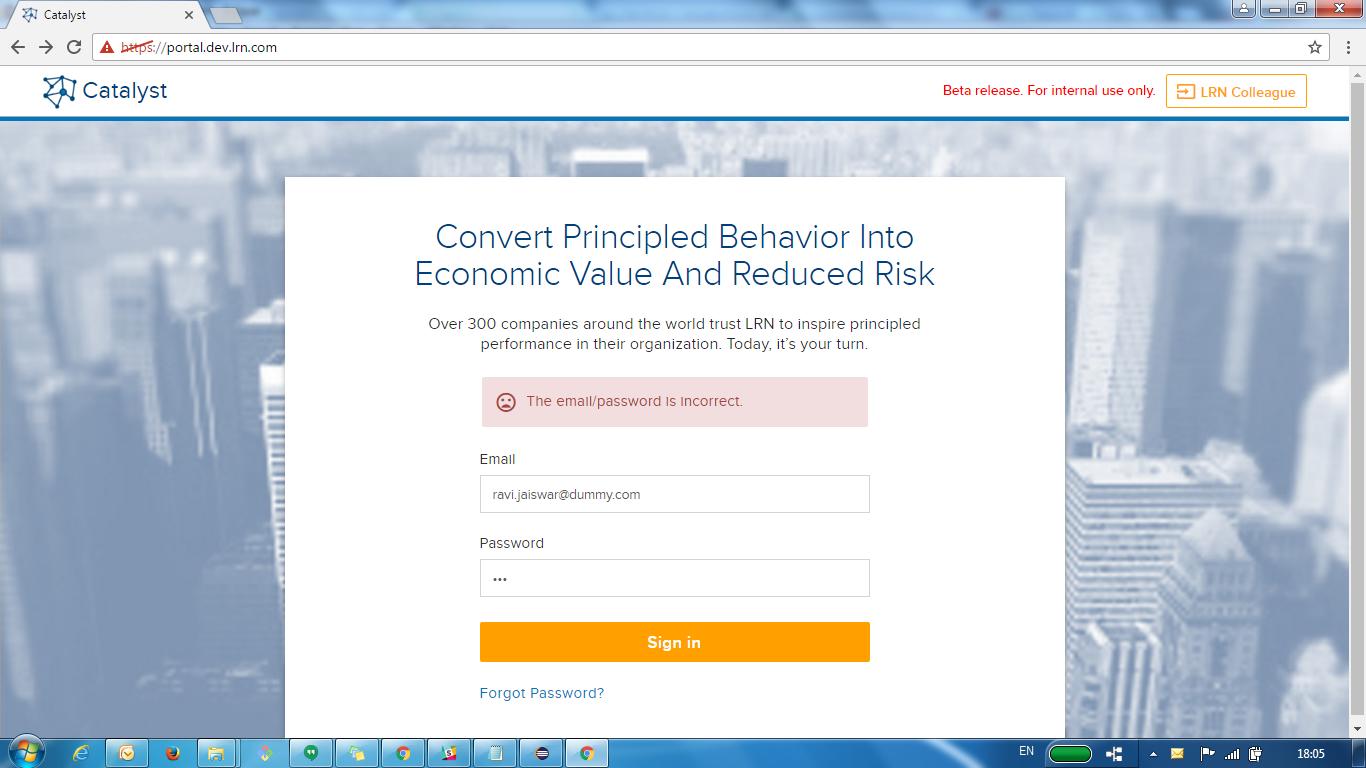 Catalyst
https://portal.dev.lrn.com
Catalyst
Beta release. For internal use only.
LRN Colleague
Convert Principled Behavior Into
Economic Value And Reduced Risk
Over 300 companies around the world trust LRN to inspire principled
performance in their organization. Today, it's your turn.
The email/password is incorrect.
Email
ravi.jaiswar@dummy.com
Password
•••
Sign in
Forgot Password?
EN
18:05